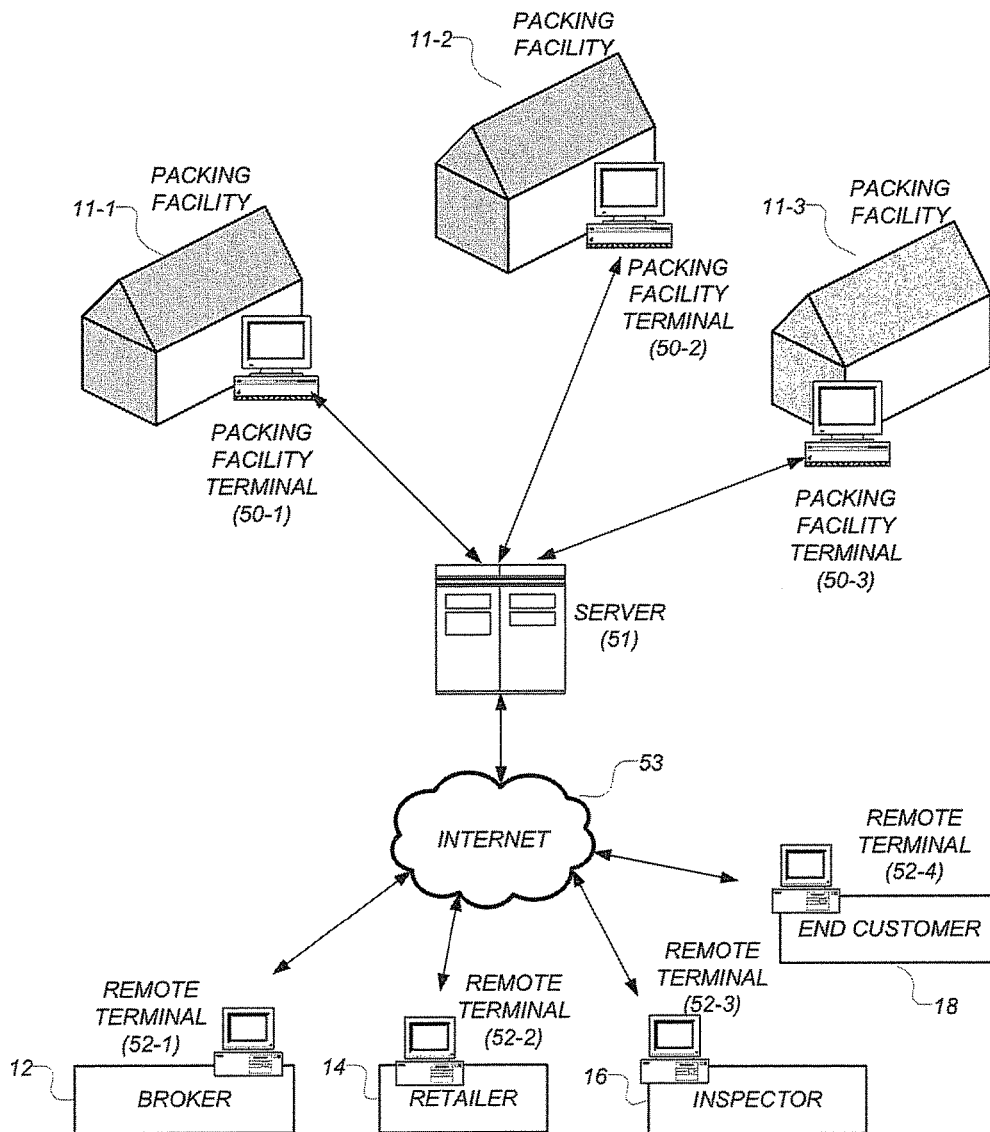 PACKING
FACILITY
11-2
PACKING
FACILITY
11-1
PACKING
FACILITY
11-3
PACKING
FACILITY
TERMINAL
(50-2)
PACKING
FACILITY
TERMINAL
(50-1)
PACKING
FACILITY
TERMINAL
(50-3)
SERVER
(51)
53
INTERNET
REMOTE
TERMINAL
(52-4)
END CUSTOMER
18
REMOTE
TERMINAL
(52-1)
12
BROKER
REMOTE
TERMINAL
(52-2)
14
RETAILER
REMOTE
TERMINAL
(52-3)
16
INSPECTOR